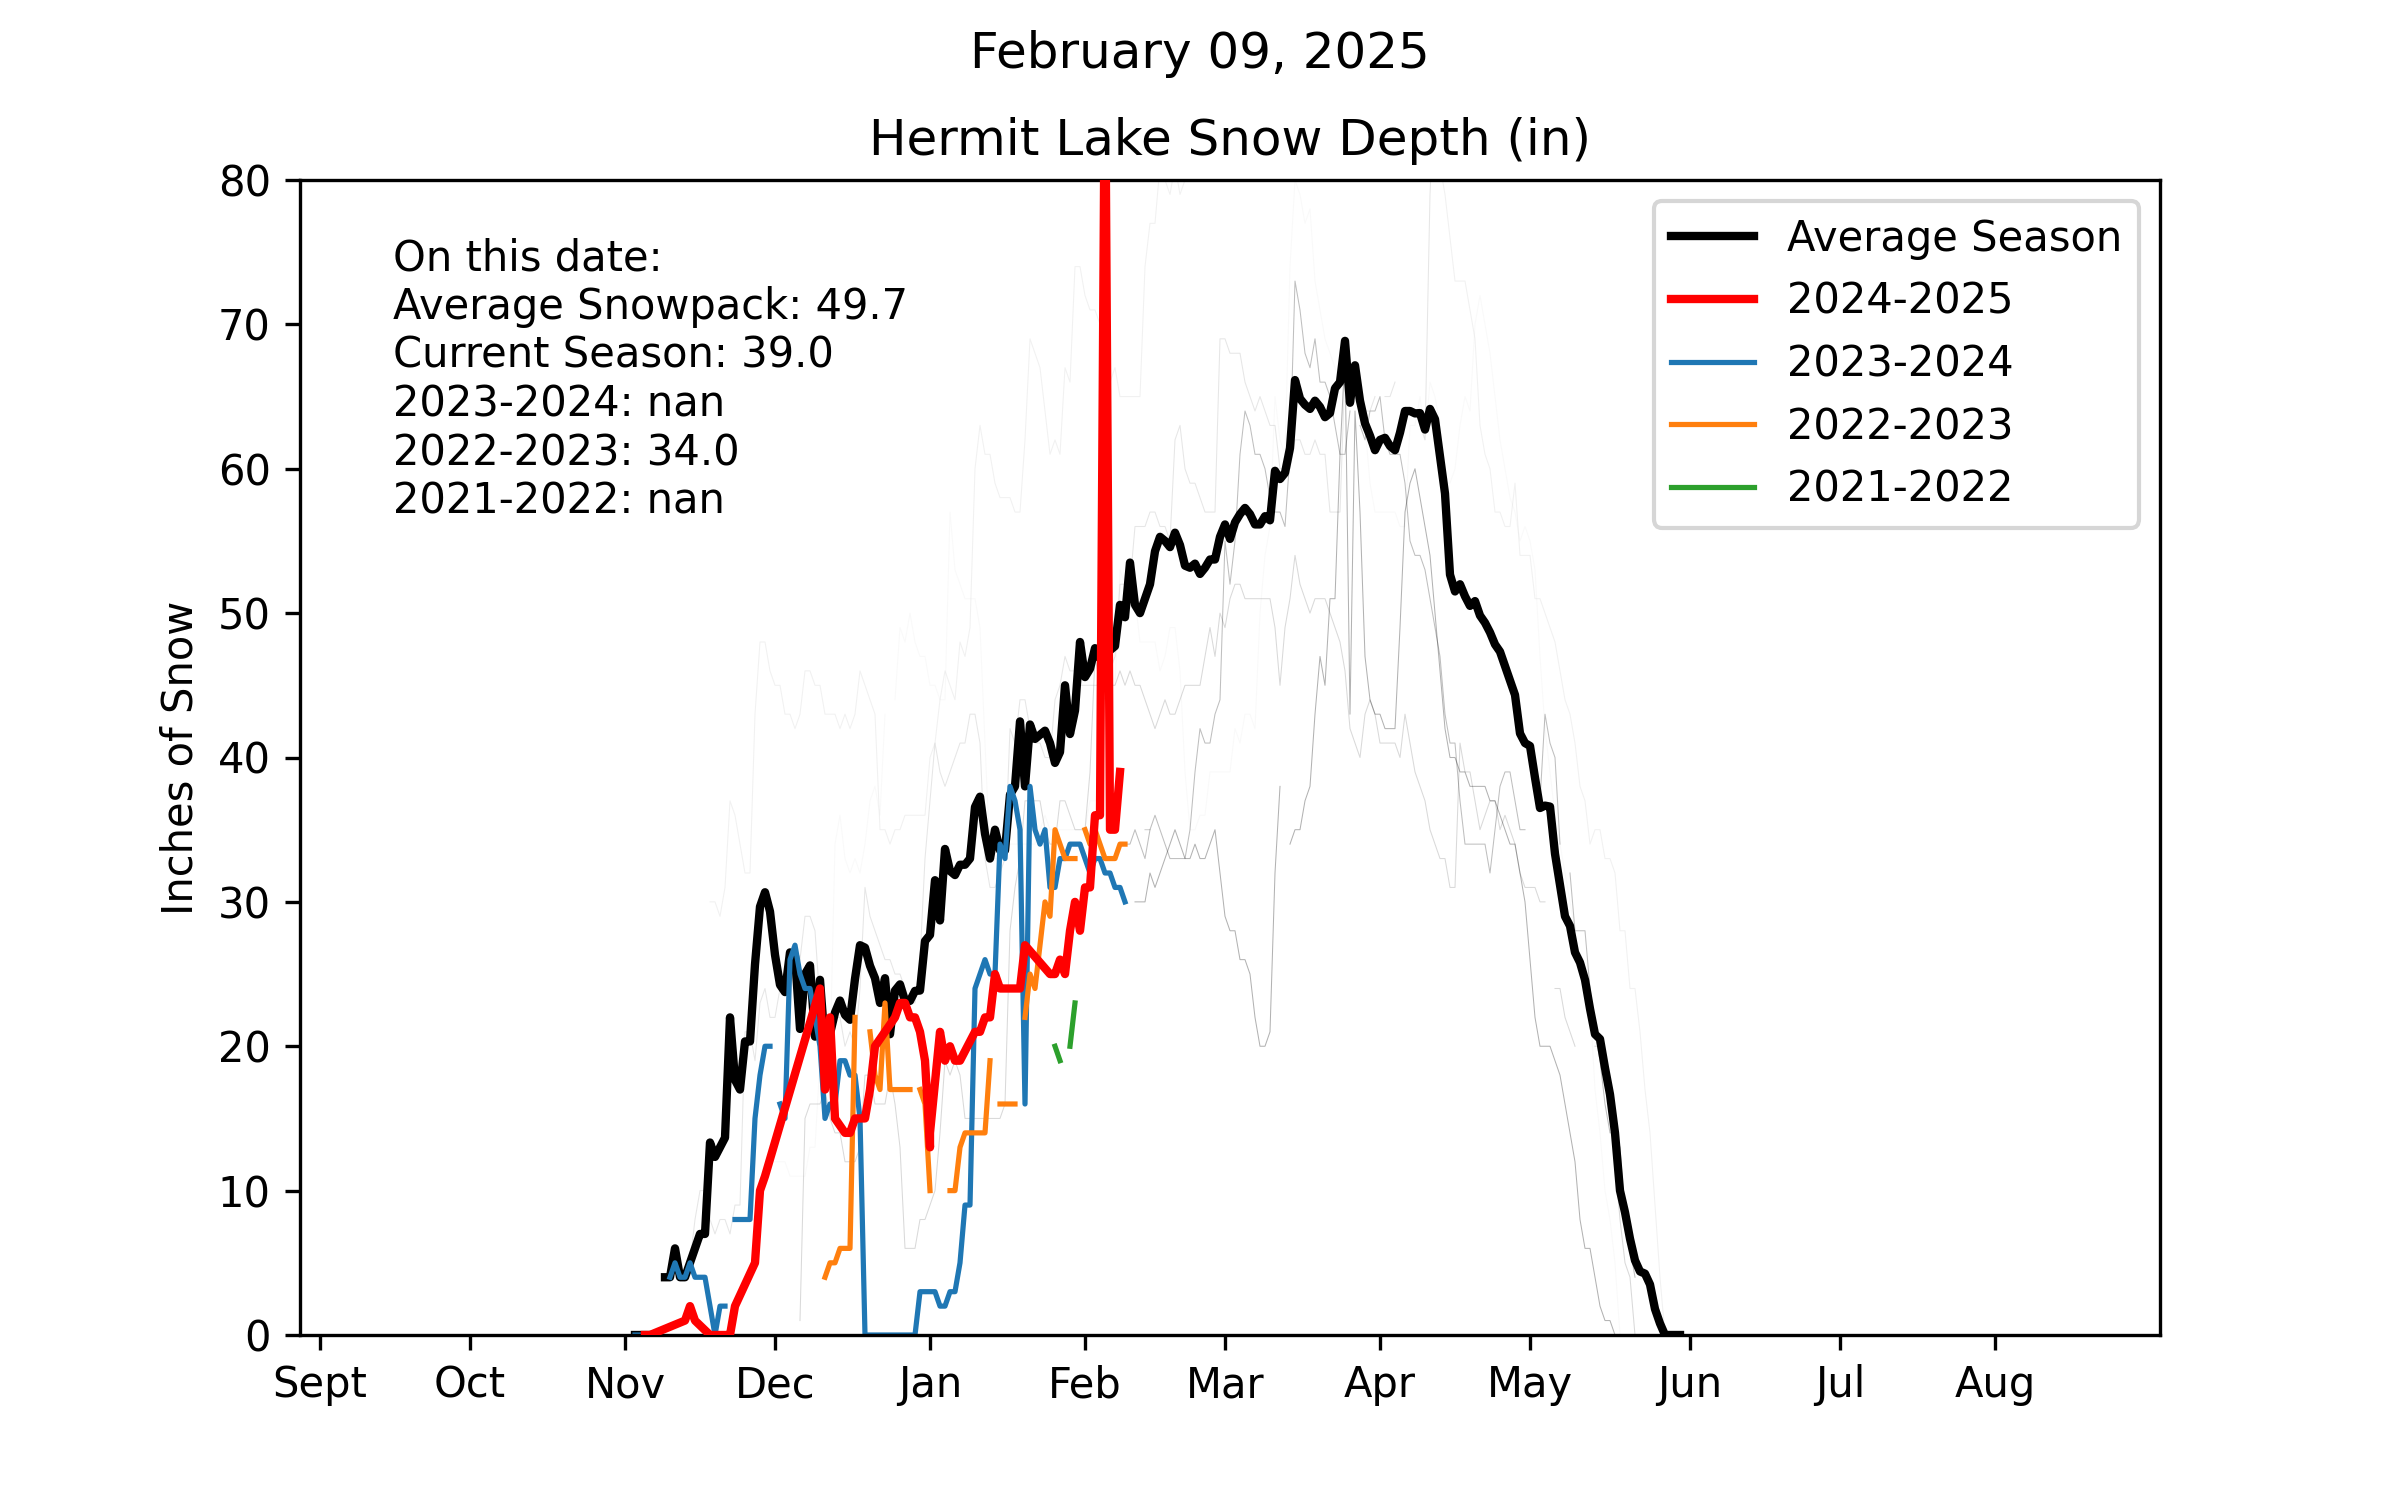 February 09, 2025
Hermit Lake Snow Depth (in)
80
70
60
50
40
30
20
10
0
Inches of Snow
On this date:
Average Snowpack: 49.7
Current Season: 39.0
2023-2024: nan
2022-2023: 34.0
2021-2022: nan
Average Season
2024-2025
2023-2024
2022-2023
2021-2022
Sept Oct Nov Dec Jan Feb Mar Apr May Jun Jul Aug